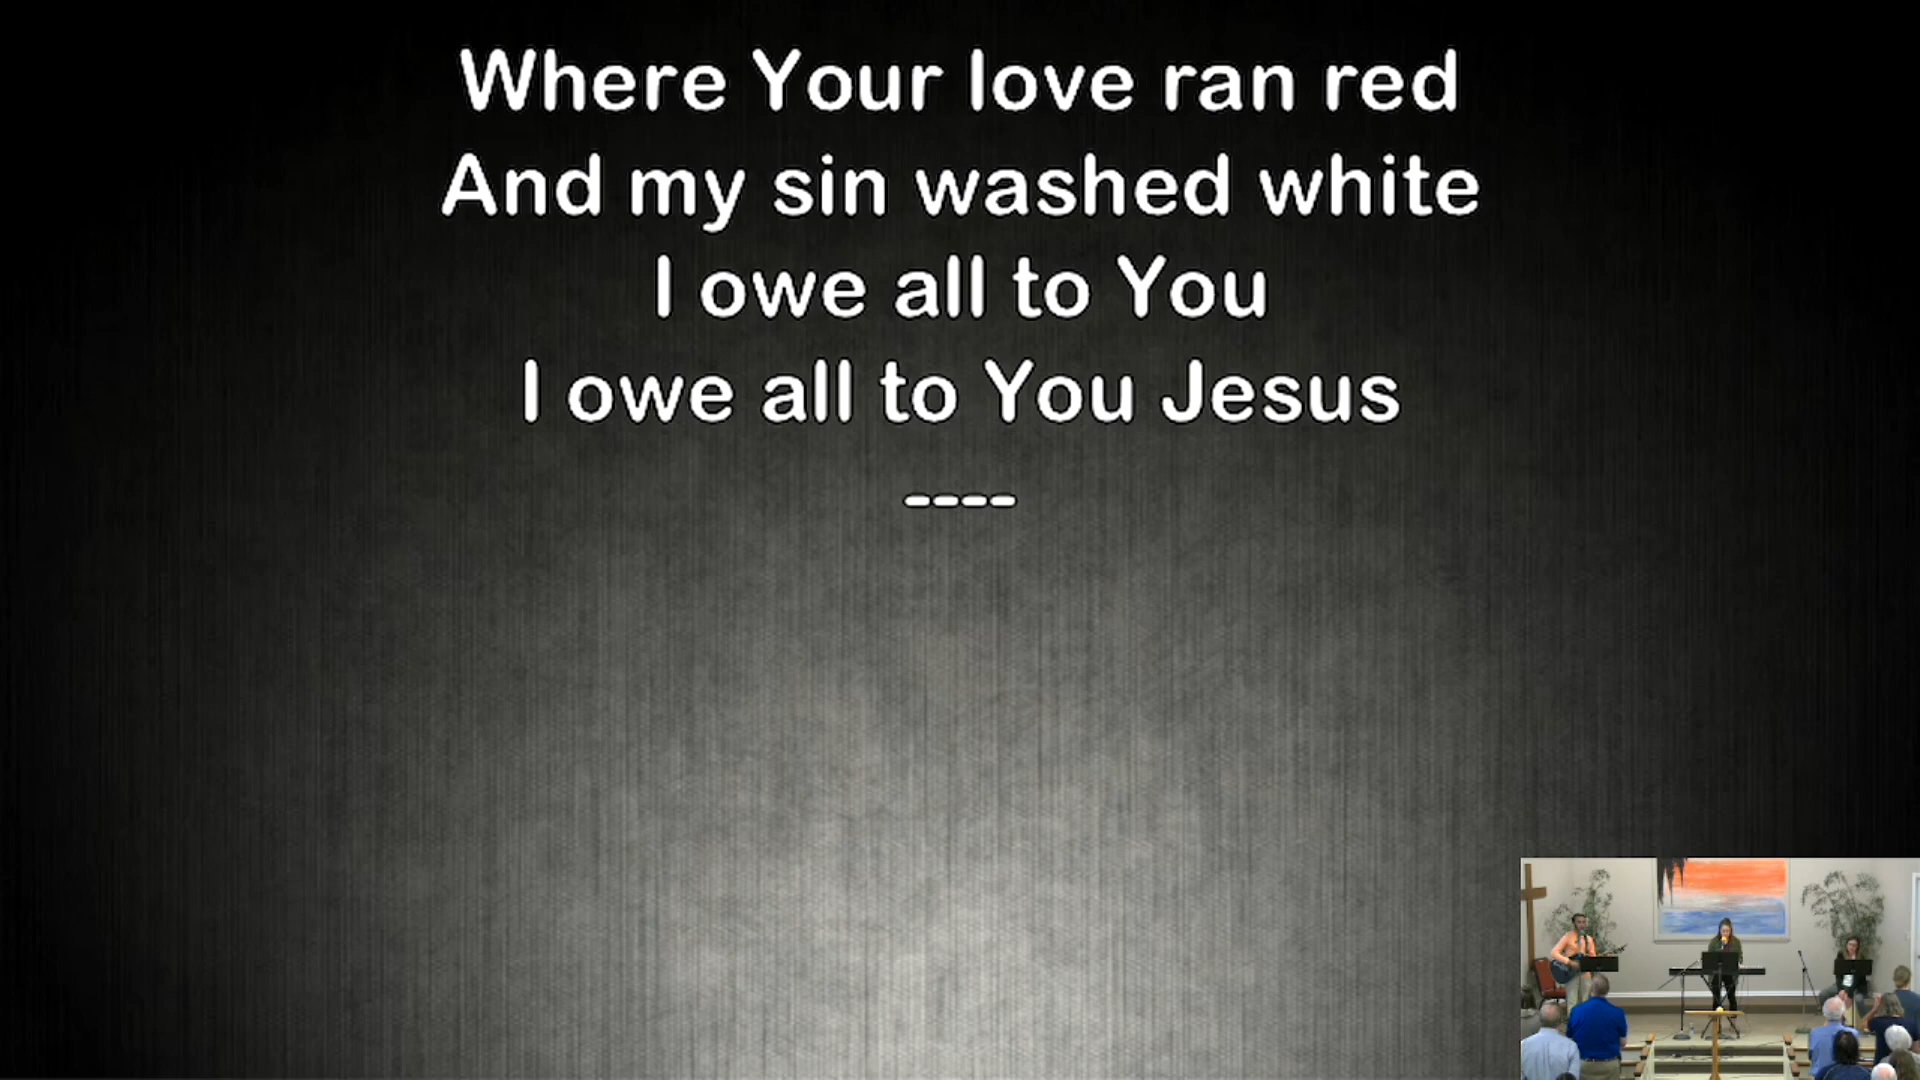 Where Your love ran red
And my sin washed white
I owe all to You
I owe all to You Jesus
----